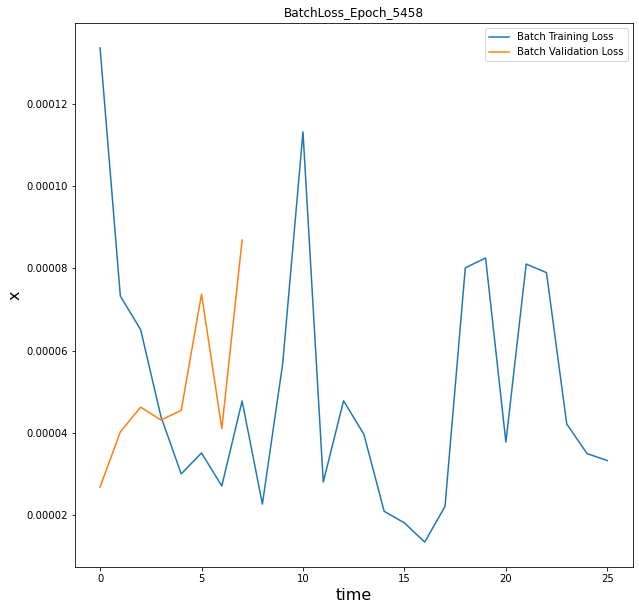 BatchLoss_Epoch_5458
Batch Training Loss
Batch Validation Loss
0.00012
0.00010
0.00008
0.00006
0.00004
0.00002
x
0 5 10 15 20 25
time